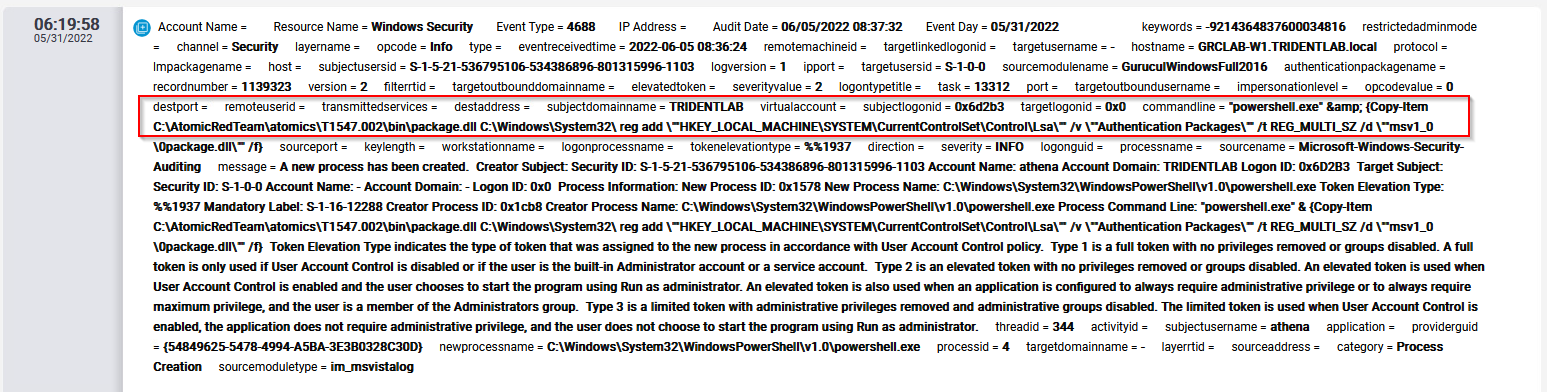 06:19:58
05/31/2022
Account Name = Resource Name = Windows Security Event Type = 4688 IP Address = Audit Date = 06/05/2022 08:37:32 Event Day = 05/31/2022 keywords = -9214364837600034816 restrictedadminmode
= channel = Security layername = opcode = Info type = eventreceivedtime = 2022-06-05 08:36:24 remotemachineid = targetlinkedlogonid = targetusername = - hostname = GRCLAB-W1.TRIDENTLAB.local protocol =
lmpackagename = host = subjectusersid = S-1-5-21-536795106-534386896-801315996-1103 logversion = 1 ipport = targetusersid = S-1-0-0 sourcemodulename = GuruculWindowsFull2016 authenticationpackagename =
recordnumber = 1139323 version = 2 filterrtid = targetoutbounddomainname = elevatedtoken = severityvalue = 2 logontypetitle = task = 13312 port = targetoutboundusername = impersonationlevel = opcodevalue = 0
destport = remoteuserid = transmittedservices = destaddress = subjectdomainname = TRIDENTLAB virtualaccount = subjectlogonid = 0x6d2b3 targetlogonid = 0x0 commandline = "powershell.exe" &amp; {Copy-Item
C:\AtomicRedTeam\atomics\T1547.002\bin\package.dll C:\Windows\System32\ reg add \""HKEY_LOCAL_MACHINE\SYSTEM\CurrentControlSet\Control\Lsa\"" /v \""Authentication Packages\"" /t REG_MULTI_SZ /d \""msv1_0
\0package.dll\"" /f} sourceport = keylength = workstationname = logonprocessname = tokenelevationtype = %%1937 direction = severity = INFO logonguid = processname = sourcename = Microsoft-Windows-Security-
Auditing message = A new process has been created. Creator Subject: Security ID: S-1-5-21-536795106-534386896-801315996-1103 Account Name: athena Account Domain: TRIDENTLAB Logon ID: 0x6D2B3 Target Subject:
Security ID: S-1-0-0 Account Name: - Account Domain: - Logon ID: 0x0 Process Information: New Process ID: 0x1578 New Process Name: C:\Windows\System32\WindowsPowerShell\v1.0\powershell.exe Token Elevation Type:
%%1937 Mandatory Label: S-1-16-12288 Creator Process ID: 0x1cb8 Creator Process Name: C:\Windows\System32\WindowsPowerShell\v1.0\powershell.exe Process Command Line: "powershell.exe" & {Copy-Item
C:\AtomicRedTeam\atomics\T1547.002\bin\package.dll C:\Windows\System32\ reg add \""HKEY_LOCAL_MACHINE\SYSTEM\CurrentControlSet\Control\Lsa\"" /v \""Authentication Packages\"" /t REG_MULTI_SZ /d \""msv1_0
\0package.dll\"" /f} Token Elevation Type indicates the type of token that was assigned to the new process in accordance with User Account Control policy. Type 1 is a full token with no privileges removed or groups disabled. A full
token is only used if User Account Control is disabled or if the user is the built-in Administrator account or a service account. Type 2 is an elevated token with no privileges removed or groups disabled. An elevated token is used when
User Account Control is enabled and the user chooses to start the program using Run as administrator. An elevated token is also used when an application is configured to always require administrative privilege or to always require
maximum privilege, and the user is a member of the Administrators group. Type 3 is a limited token with administrative privileges removed and administrative groups disabled. The limited token is used when User Account Control is
enabled, the application does not require administrative privilege, and the user does not choose to start the program using Run as administrator. threadid = 344 activityid = subjectusername = athena application = providerguid
= {54849625-5478-4994-A5BA-3E3B0328C30D} newprocessname = C:\Windows\System32\WindowsPowerShell\v1.0\powershell.exe processid = 4 targetdomainname = - layerrtid = sourceaddress = category = Process
Creation sourcemoduletype = im_msvistalog